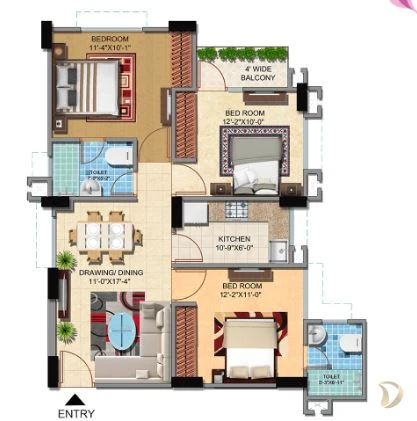 BEDROOM
11'-4"X10'-1"
4' WIDE
BALCONY
BED ROOM
12'-2"X10'-0"
TOILET
KITCHEN
10'-9"X6'-0"
DRAWING/ DINING
11'-0"X17'-4"
BED ROOM
12'-2"X11'-0"
TOILET
ENTRY